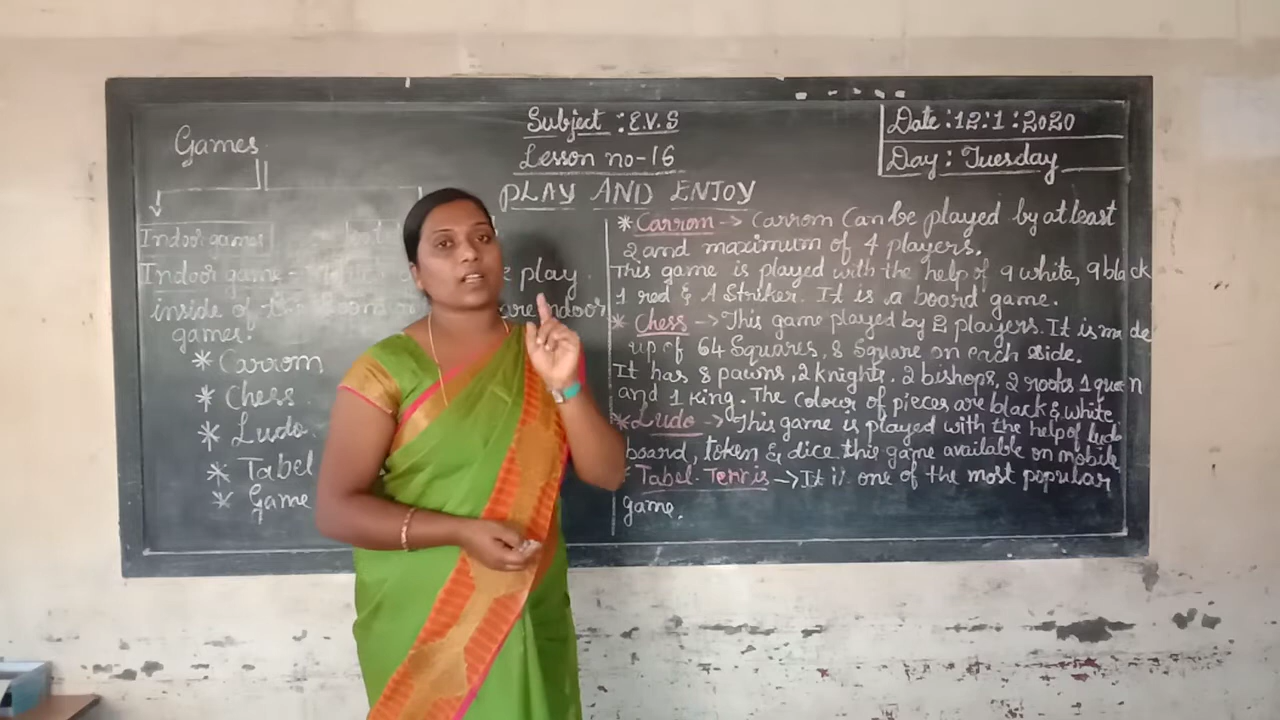 Subject : E.V.S
Lesson no-16
PLAY AND ENJOY
Date : 12 : 1 : 2020
Day : Tuesday
Games
Indoor games
Indoor game - play.
inside of are indoor
games.
* Carrom
* Chess
* Ludo
* Tabel
* Game
* Carrom -> Carrom Can be played by at least
2 and maximum of 4 players.
This game is played with the help of 9 white, 9 black
1 red & A Striker. It is a board game.
* Chess -> This game played by 2 players. It is made
up of 64 Squares, 8 Square on each side.
It has 8 pawns, 2 knights. 2 bishops, 2 rooks 1 queen
and 1 King. The colour of pieces are black & white
* Ludo -> This game is played with the help of ludo
board, token & dice this game available on mobile
* Tabel. Tennis -> It is one of the most popular
game.